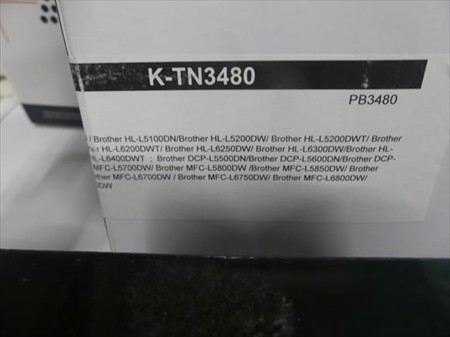 K-TN3480
PB3480
/ Brother HL-L5100DN/Brother HL-L5200DW/ Brother HL-L5200DWT/ Brother
HL-L6200DWT/ Brother HL-L6250DW/ Brother HL-L6300DW/Brother HL-
HL-L6400DWT ; Brother DCP-L5500DN/Brother DCP-L5600DN/Brother DCP-
MFC-L5700DW/ Brother MFC-L5800DW /Brother MFC-L5850DW/ Brother
MFC-L6700DW / Brother MFC-L6750DW/ Brother MFC-L6800DW/
DW